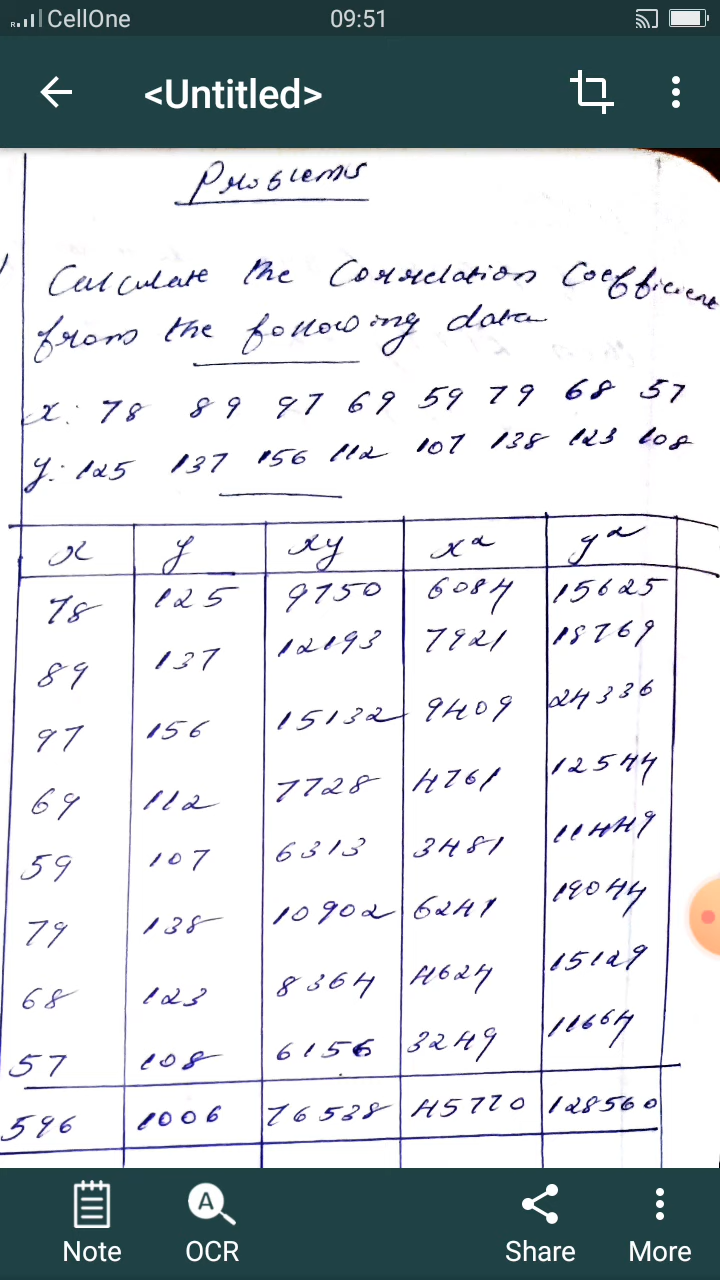 R CellOne 09:51
<Untitled>
Problems
Calculate the Correlation Coefficient
from the following data
x: 78 89 97 69 59 79 68 57
y: 125 137 156 112 107 138 123 108
x y xy x² y²
78 125 9750 6084 15625
89 137 12193 7921 18769
97 156 15132 9409 24336
69 112 7728 4761 12544
59 107 6313 3481 11449
79 138 10902 6241 19044
68 123 8364 4624 15129
57 108 6156 3249 11664
596 1006 76538 45770 128560
A
Note OCR Share More